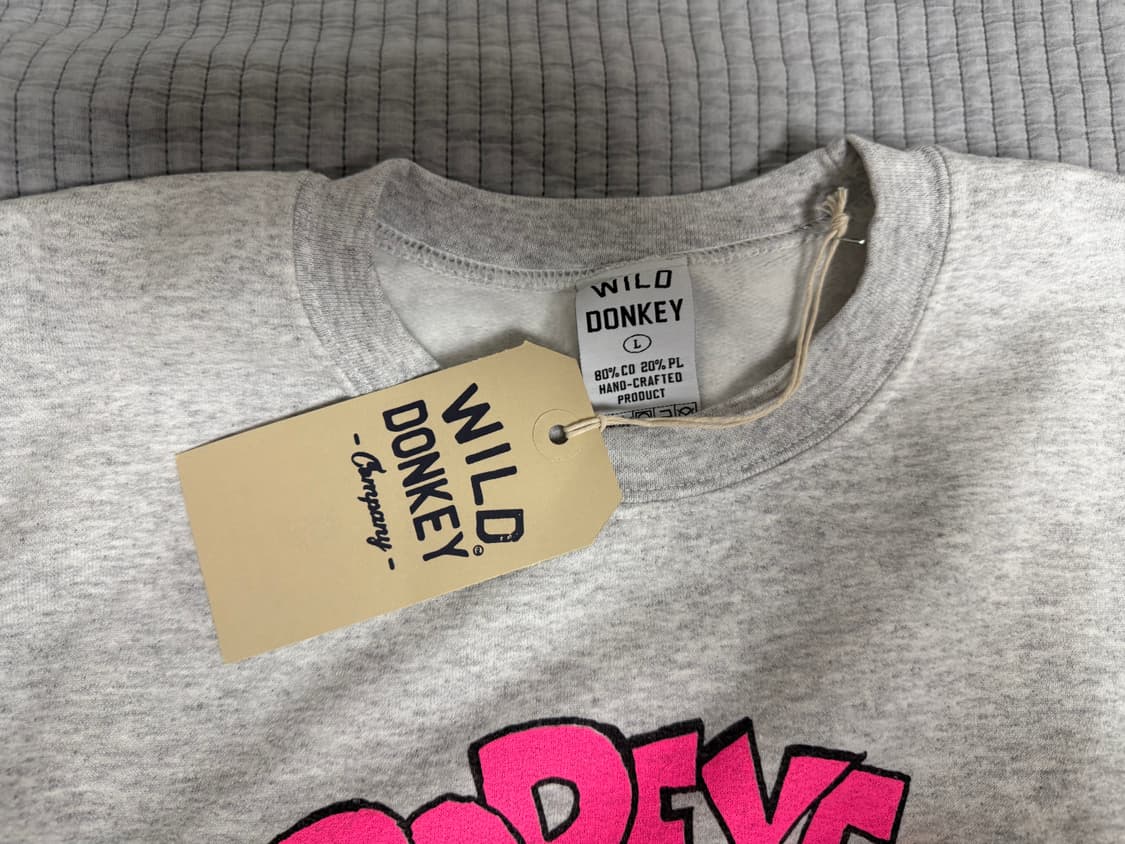 WILD
DONKEY
L
80% CO 20% PL
HAND-CRAFTED
PRODUCT
WILD
DONKEY®
- Company -